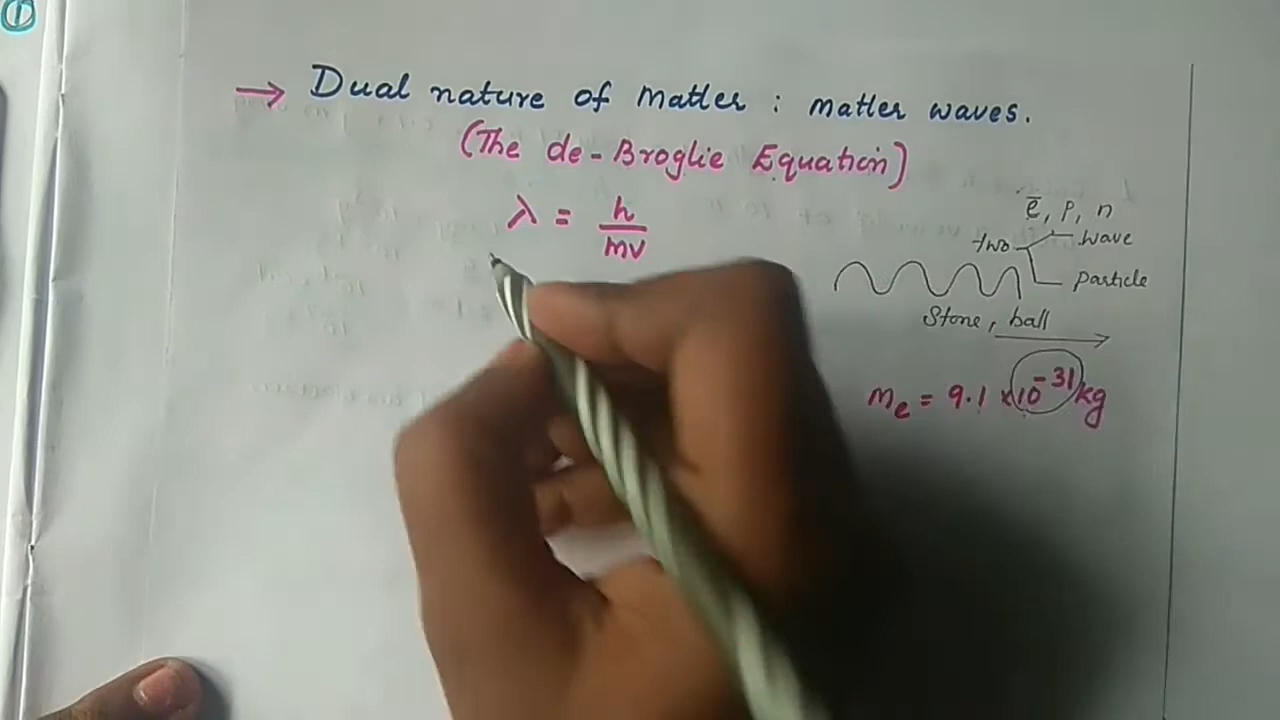 ①
→ Dual nature of matter : matter waves.
(The de-Broglie Equation)
λ = h/mv
e̅, p, n
two
wave
particle
Stone, ball
me = 9.1 × 10⁻³¹ kg